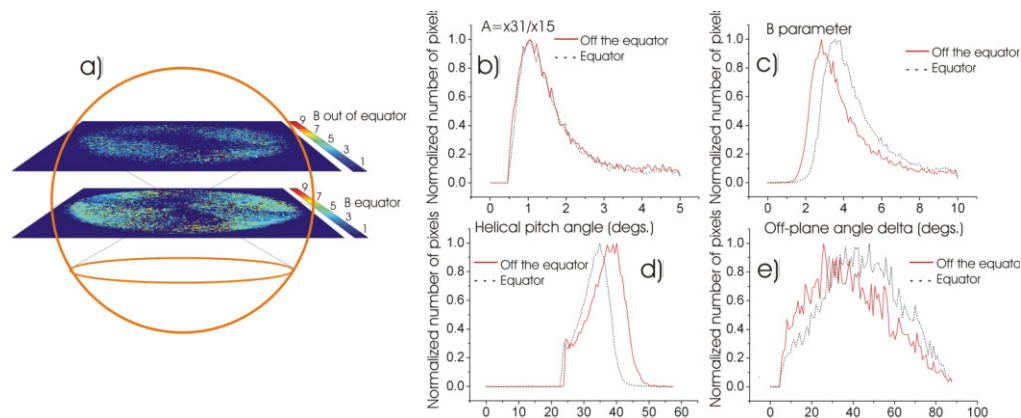 a)
B out of equator
9
7
5
3
1
B equator
9
7
5
3
1
Normalized number of pixels
A=x31/x15
b)
Off the equator
Equator
1.0
0.8
0.6
0.4
0.2
0.0
0 1 2 3 4 5
Normalized number of pixels
B parameter
c)
Off the equator
Equator
1.0
0.8
0.6
0.4
0.2
0.0
0 2 4 6 8 10
Normalized number of pixels
Helical pitch angle (degs.)
d)
Off the equator
Equator
1.0
0.8
0.6
0.4
0.2
0.0
0 10 20 30 40 50 60
Normalized number of pixels
Off-plane angle delta (degs.)
e)
Off the equator
Equator
1.0
0.8
0.6
0.4
0.2
0.0
0 20 40 60 80 100